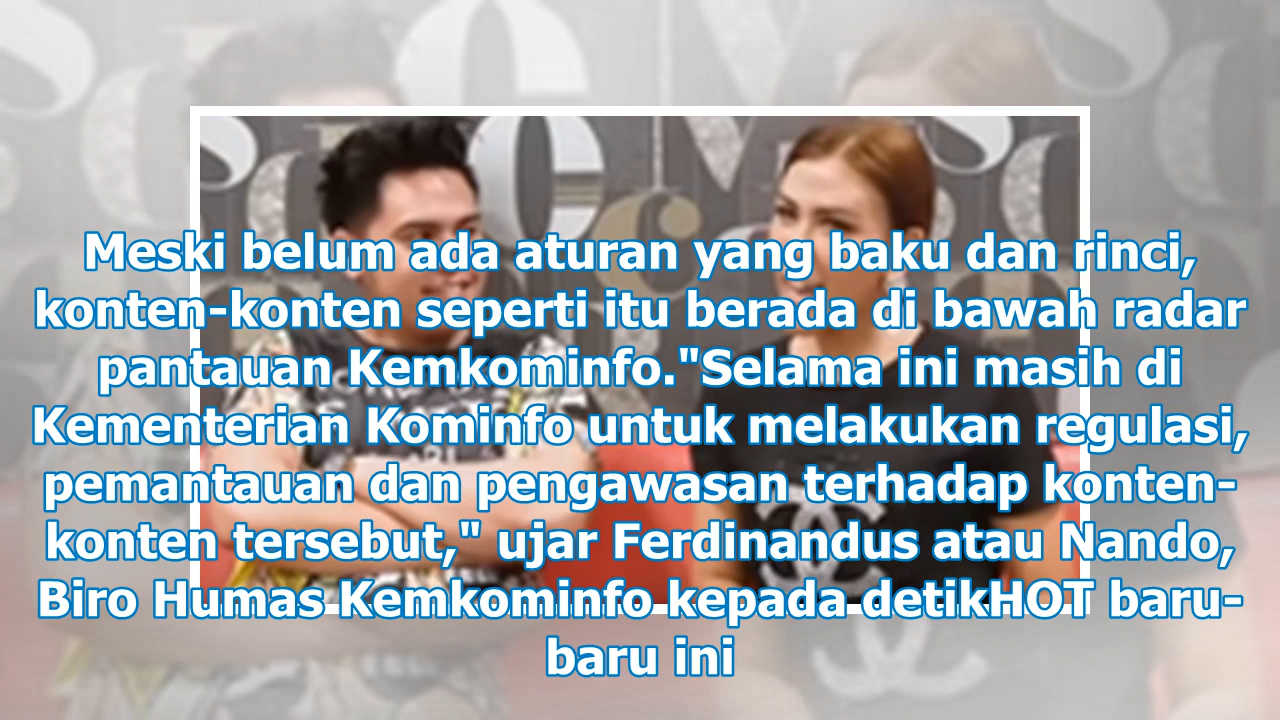 Meski belum ada aturan yang baku dan rinci,
konten-konten seperti itu berada di bawah radar
pantauan Kemkominfo."Selama ini masih di
Kementerian Kominfo untuk melakukan regulasi,
pemantauan dan pengawasan terhadap konten-
konten tersebut," ujar Ferdinandus atau Nando,
Biro Humas Kemkominfo kepada detikHOT baru-
baru ini